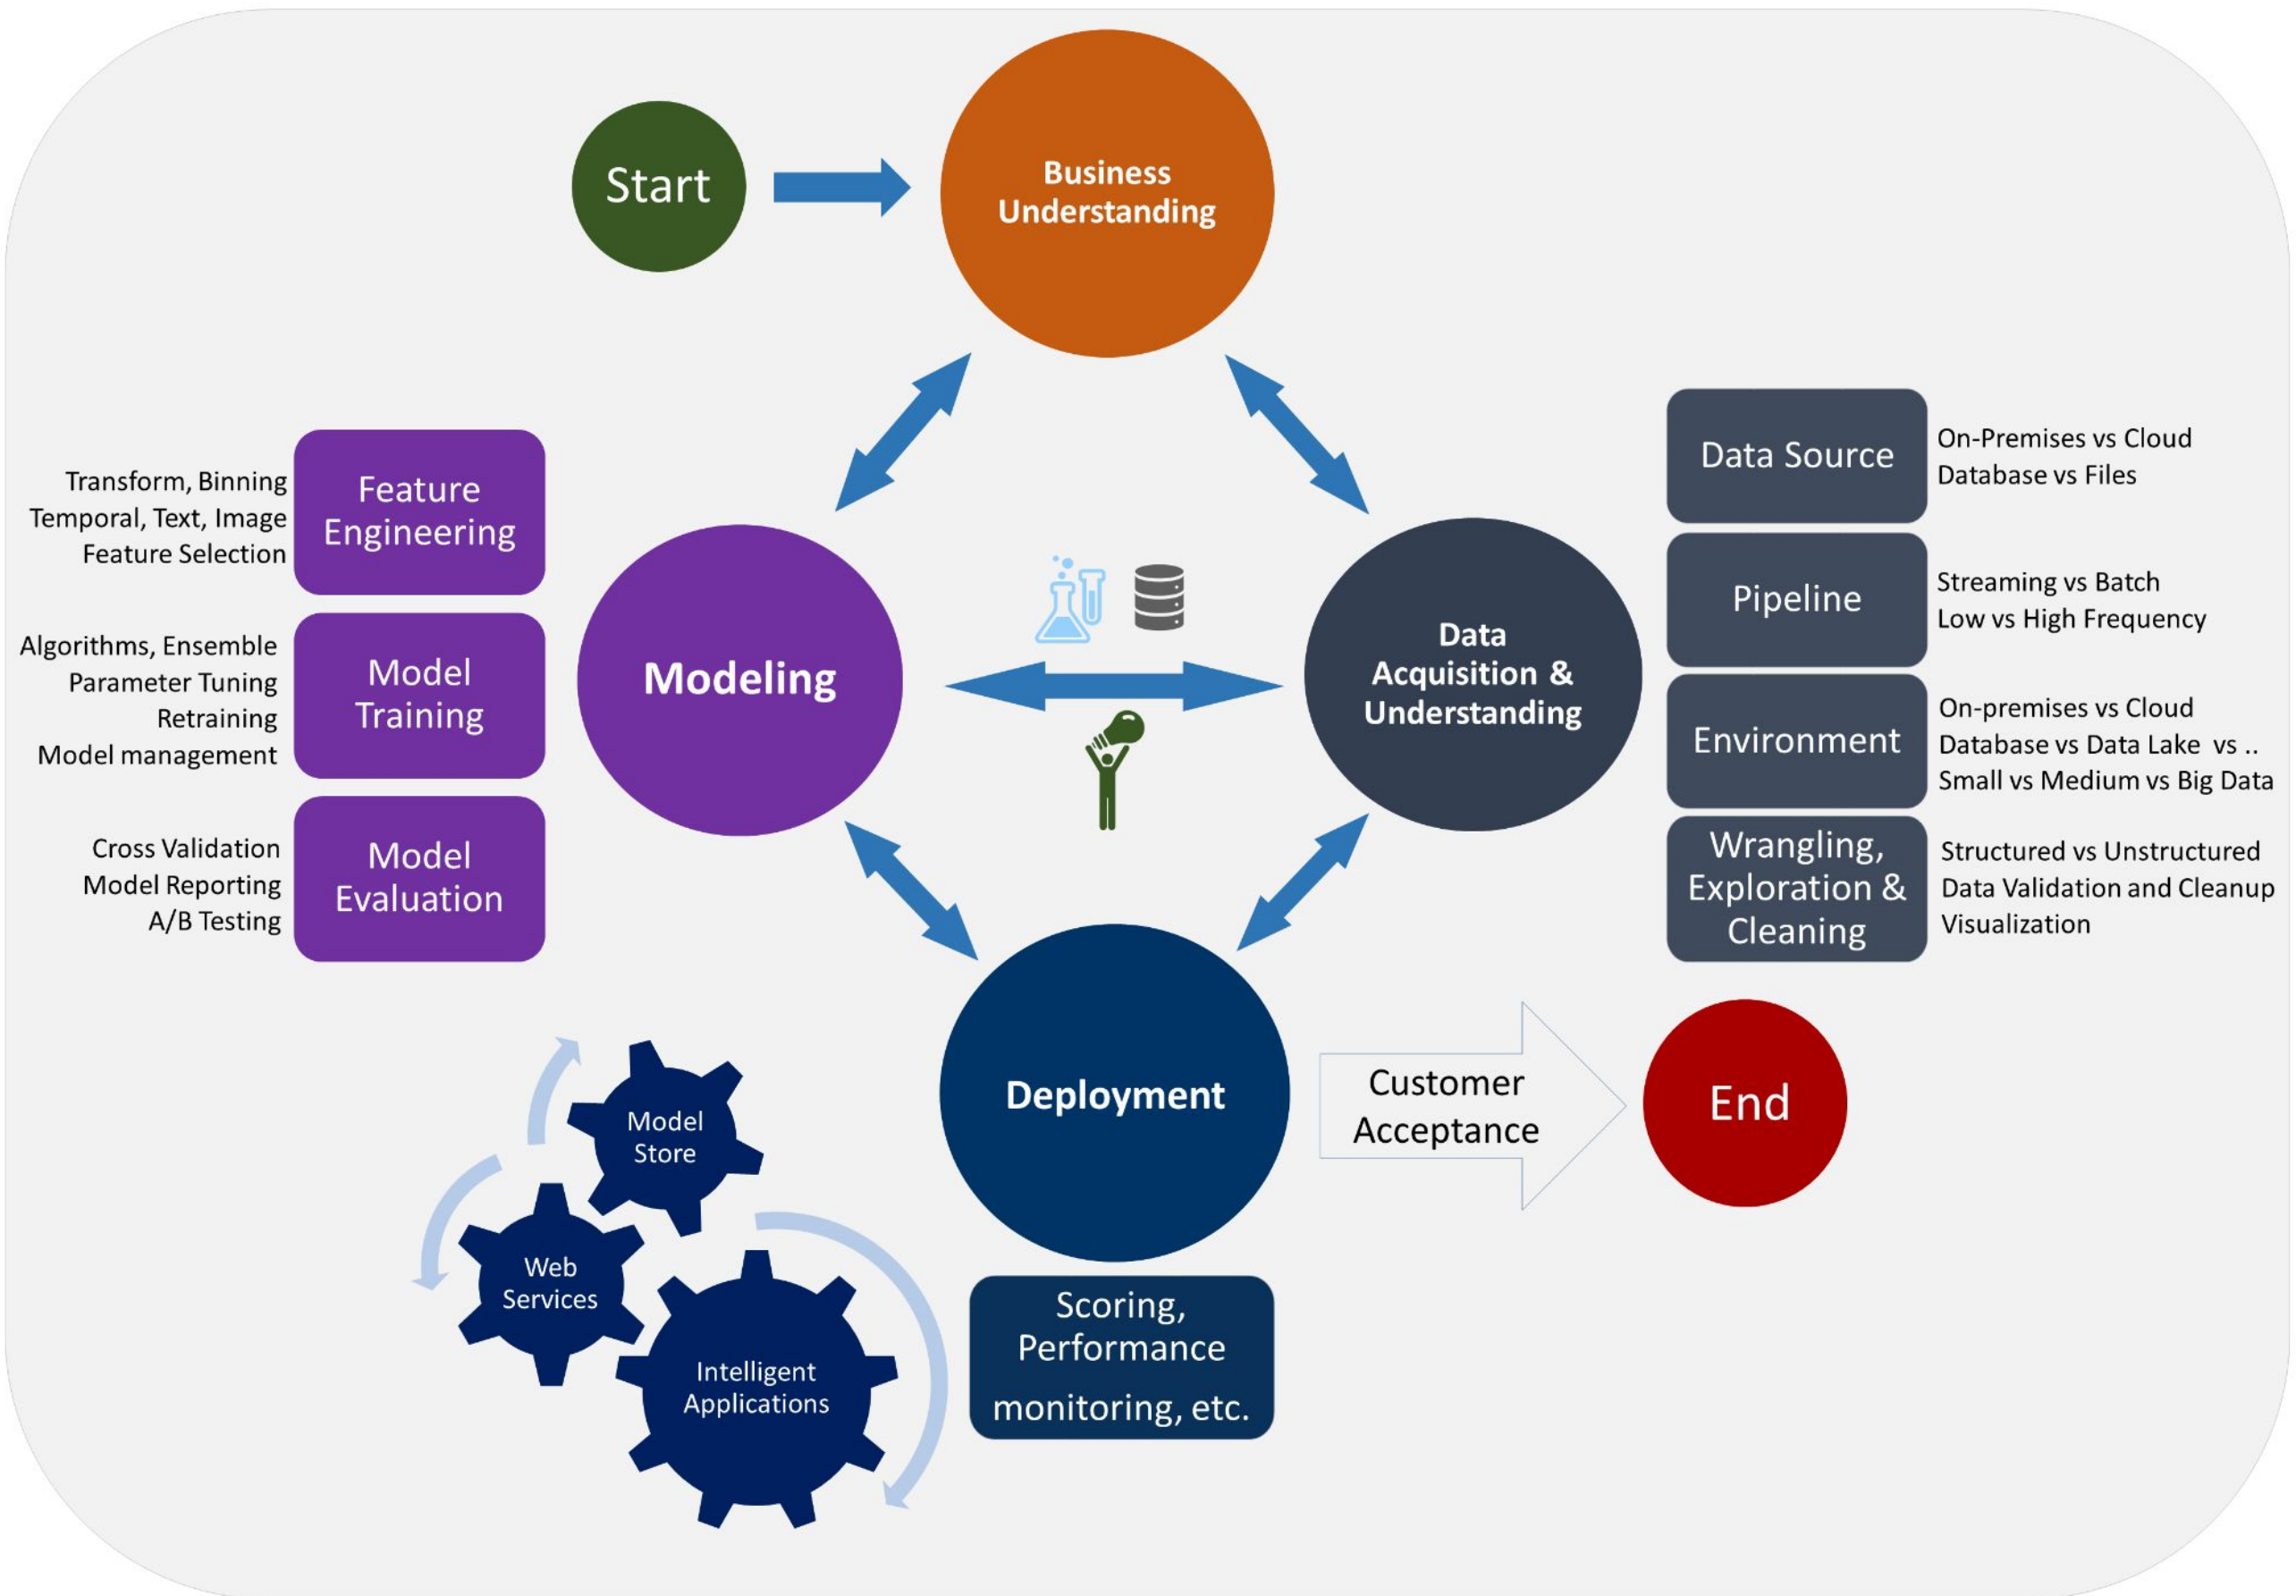 Start
Business
Understanding
Transform, Binning
Temporal, Text, Image
Feature Selection
Feature
Engineering
Algorithms, Ensemble
Parameter Tuning
Retraining
Model management
Model
Training
Cross Validation
Model Reporting
A/B Testing
Model
Evaluation
Modeling
Data
Acquisition &
Understanding
Data Source
On-Premises vs Cloud
Database vs Files
Pipeline
Streaming vs Batch
Low vs High Frequency
Environment
On-premises vs Cloud
Database vs Data Lake vs ..
Small vs Medium vs Big Data
Wrangling,
Exploration &
Cleaning
Structured vs Unstructured
Data Validation and Cleanup
Visualization
Deployment
Customer
Acceptance
End
Model
Store
Web
Services
Intelligent
Applications
Scoring,
Performance
monitoring, etc.